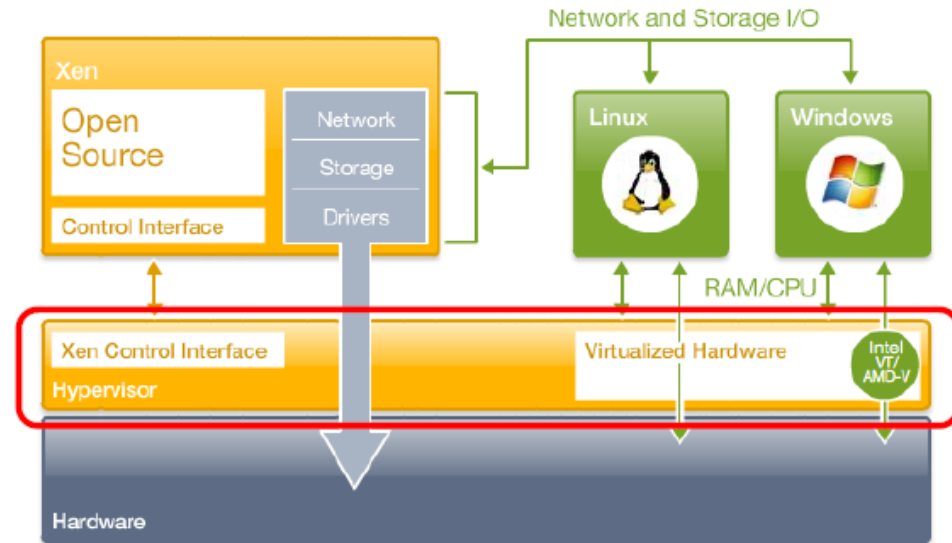 Network and Storage I/O
Xen
Open
Source
Control Interface
Network
Storage
Drivers
Linux
Windows
RAM/CPU
Xen Control Interface
Hypervisor
Virtualized Hardware
Intel
VT/
AMD-V
Hardware